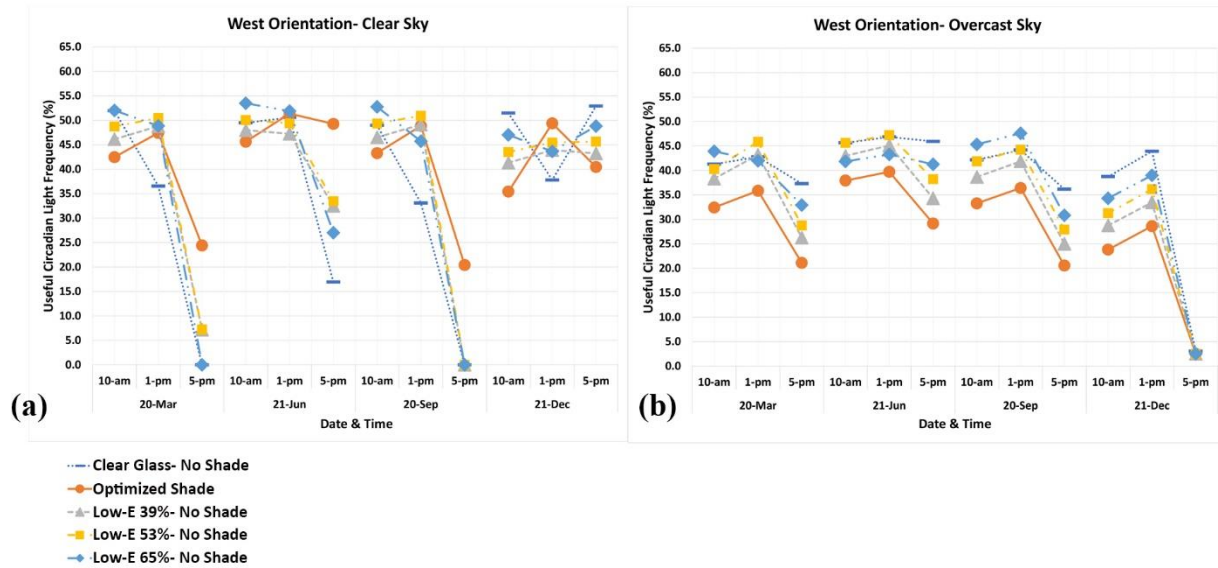 West Orientation- Clear Sky
Useful Circadian Light Frequency (%)
65.0
60.0
55.0
50.0
45.0
40.0
35.0
30.0
25.0
20.0
15.0
10.0
5.0
0.0
10-am 1-pm 5-pm 10-am 1-pm 5-pm 10-am 1-pm 5-pm 10-am 1-pm 5-pm
20-Mar 21-Jun 20-Sep 21-Dec
Date & Time
(a)
West Orientation- Overcast Sky
Useful Circadian Light Frequency (%)
65.0
60.0
55.0
50.0
45.0
40.0
35.0
30.0
25.0
20.0
15.0
10.0
5.0
0.0
10-am 1-pm 5-pm 10-am 1-pm 5-pm 10-am 1-pm 5-pm 10-am 1-pm 5-pm
20-Mar 21-Jun 20-Sep 21-Dec
Date & Time
(b)
Clear Glass- No Shade
Optimized Shade
Low-E 39%- No Shade
Low-E 53%- No Shade
Low-E 65%- No Shade